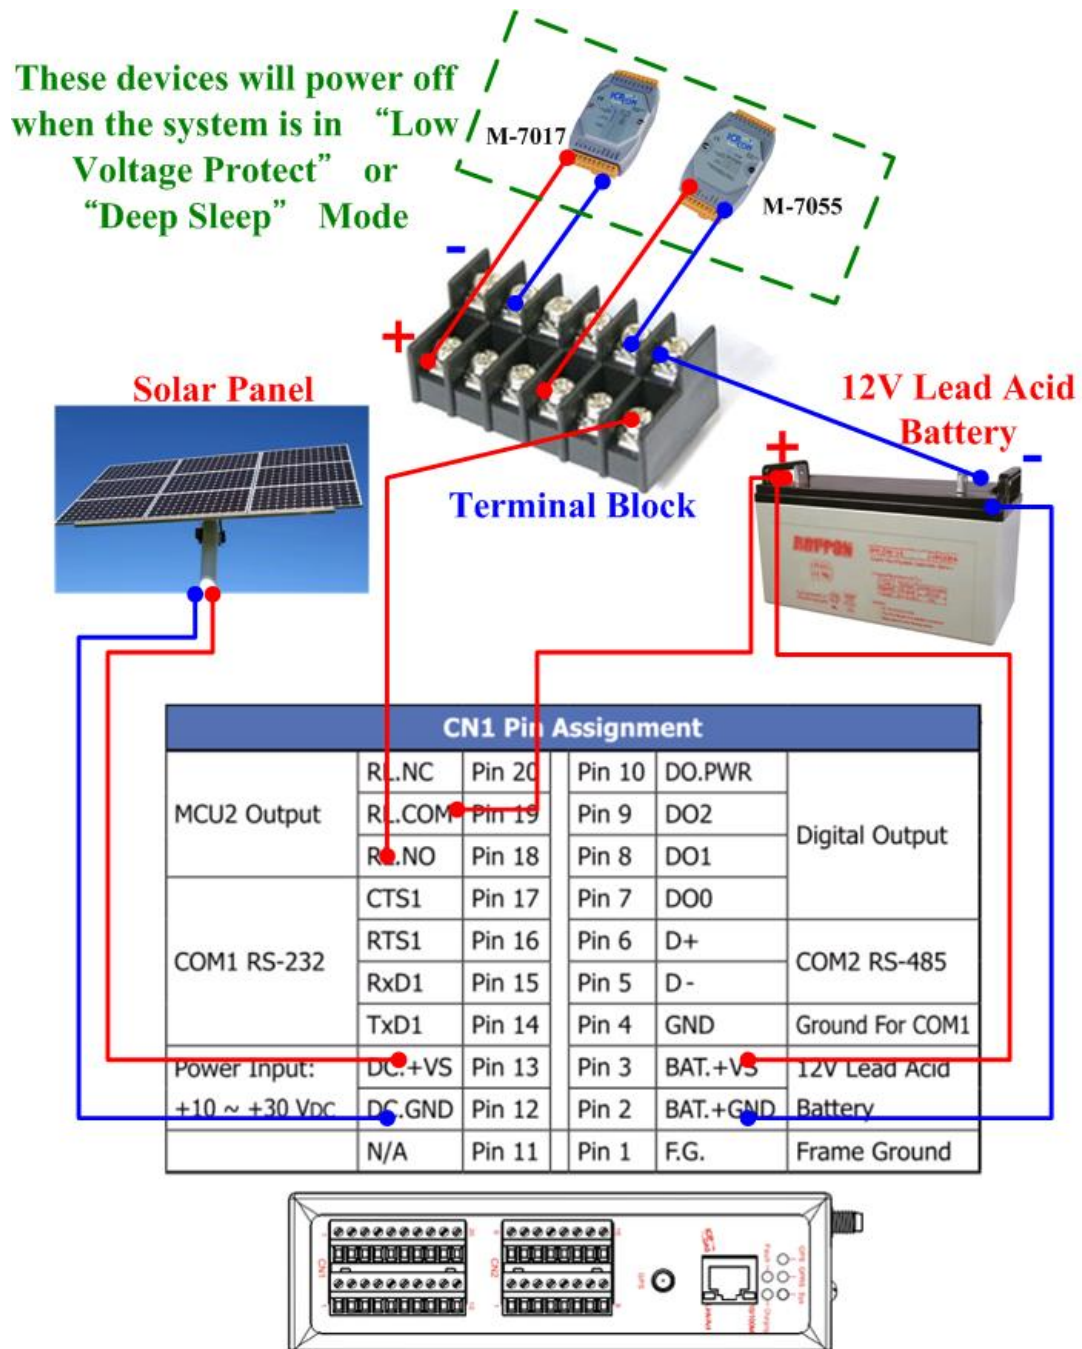 These devices will power off
when the system is in “Low
Voltage Protect” or
“Deep Sleep” Mode
M-7017
M-7055
-
+
Solar Panel
12V Lead Acid
Battery
+
-
Terminal Block
CN1 Pin Assignment
MCU2 Output
RL.NC Pin 20 Pin 10 DO.PWR
RL.COM Pin 19 Pin 9 DO2
Digital Output
RL.NO Pin 18 Pin 8 DO1
CTS1 Pin 17 Pin 7 DO0
COM1 RS-232
RTS1 Pin 16 Pin 6 D+
COM2 RS-485
RxD1 Pin 15 Pin 5 D-
TxD1 Pin 14 Pin 4 GND Ground For COM1
Power Input: DC.+VS Pin 13 Pin 3 BAT.+VS 12V Lead Acid
+10 ~ +30 VDC DC.GND Pin 12 Pin 2 BAT.+GND Battery
N/A Pin 11 Pin 1 F.G. Frame Ground
CN1
CN2
GPS
GPS GPRS Sys